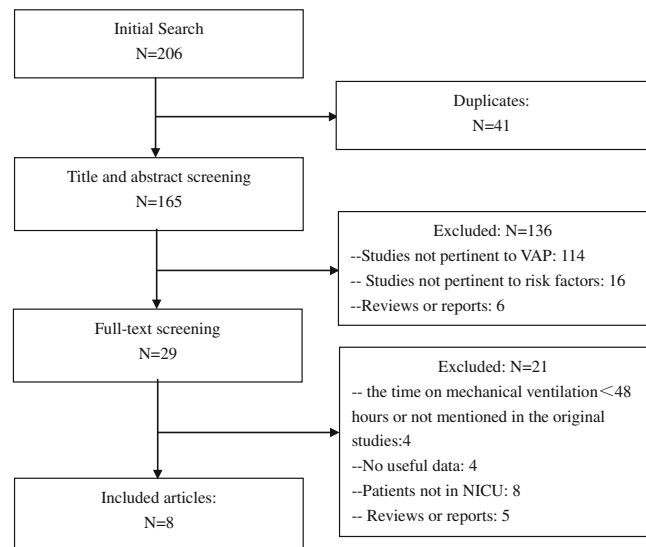 Initial Search
N=206
Duplicates:
N=41
Title and abstract screening
N=165
Excluded: N=136
--Studies not pertinent to VAP: 114
-- Studies not pertinent to risk factors: 16
--Reviews or reports: 6
Full-text screening
N=29
Excluded: N=21
-- the time on mechanical ventilation<48
hours or not mentioned in the original
studies:4
--No useful data: 4
--Patients not in NICU: 8
-- Reviews or reports: 5
Included articles:
N=8